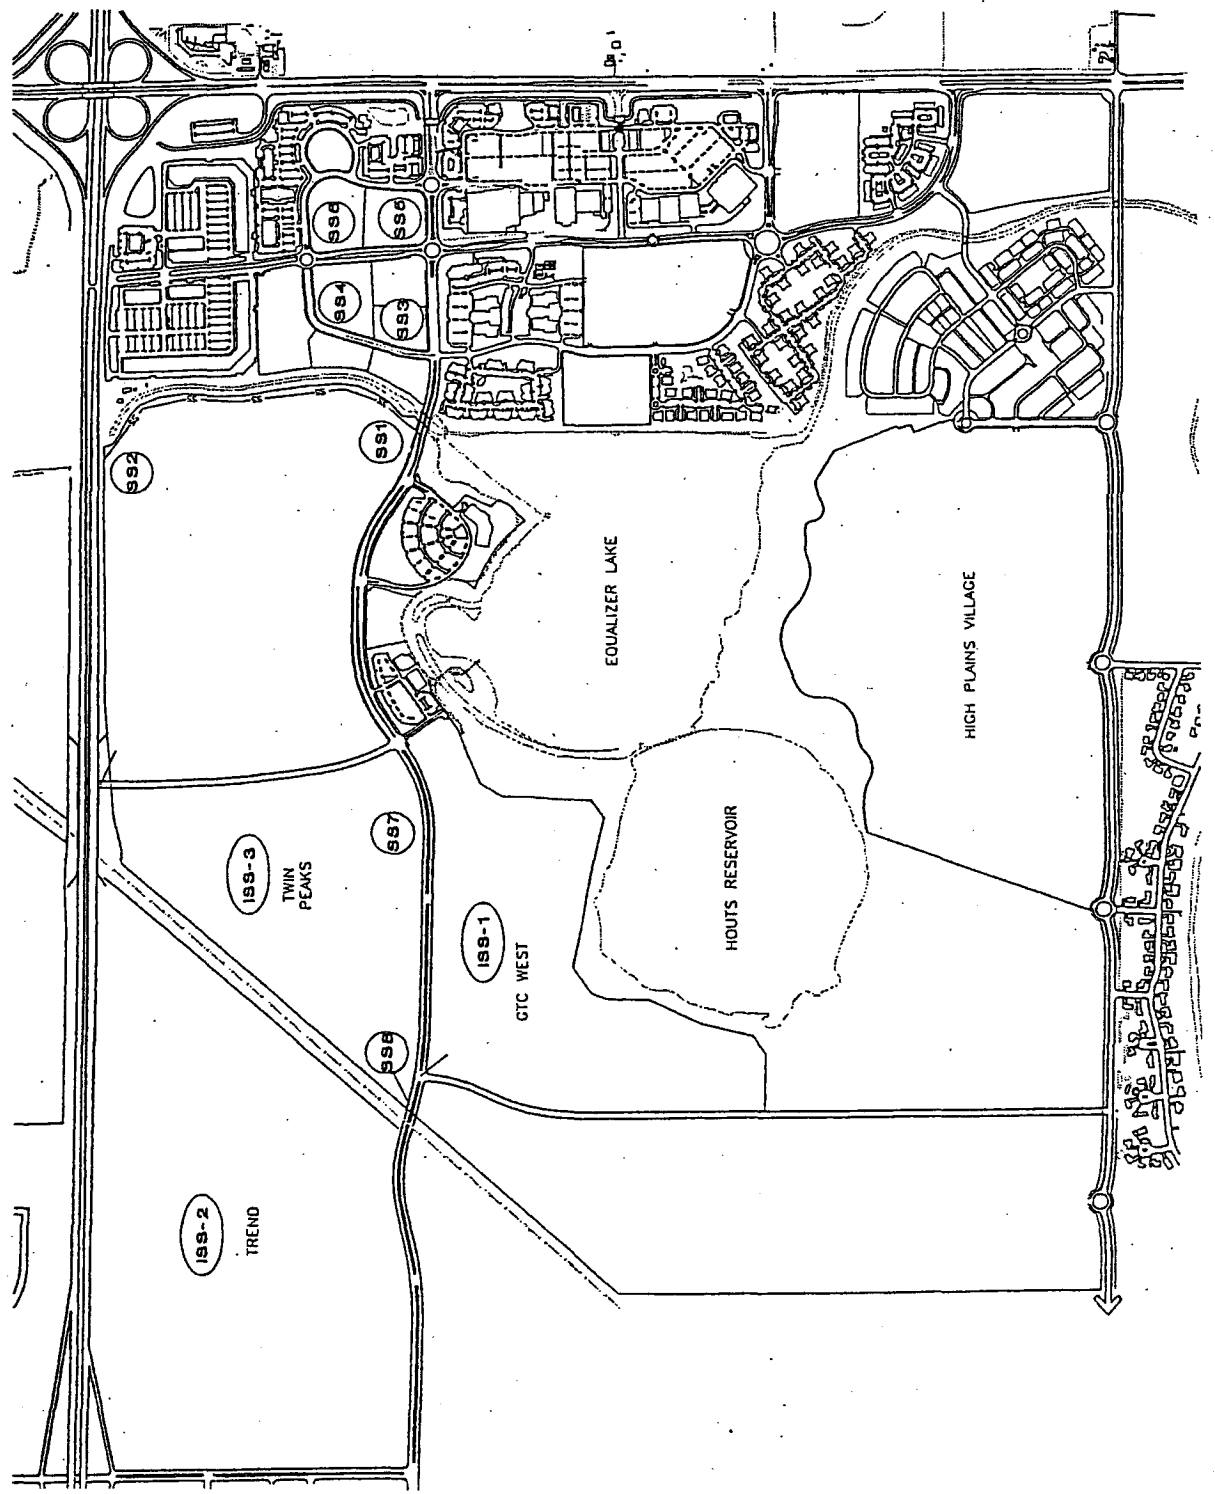 SS6
SS5
SS4
SS3
SS1
SS2
EQUALIZER LAKE
HIGH PLAINS VILLAGE
SS7
ISS-3
TWIN
PEAKS
HOUTS RESERVOIR
ISS-1
GTC WEST
SS8
ISS-2
TREND